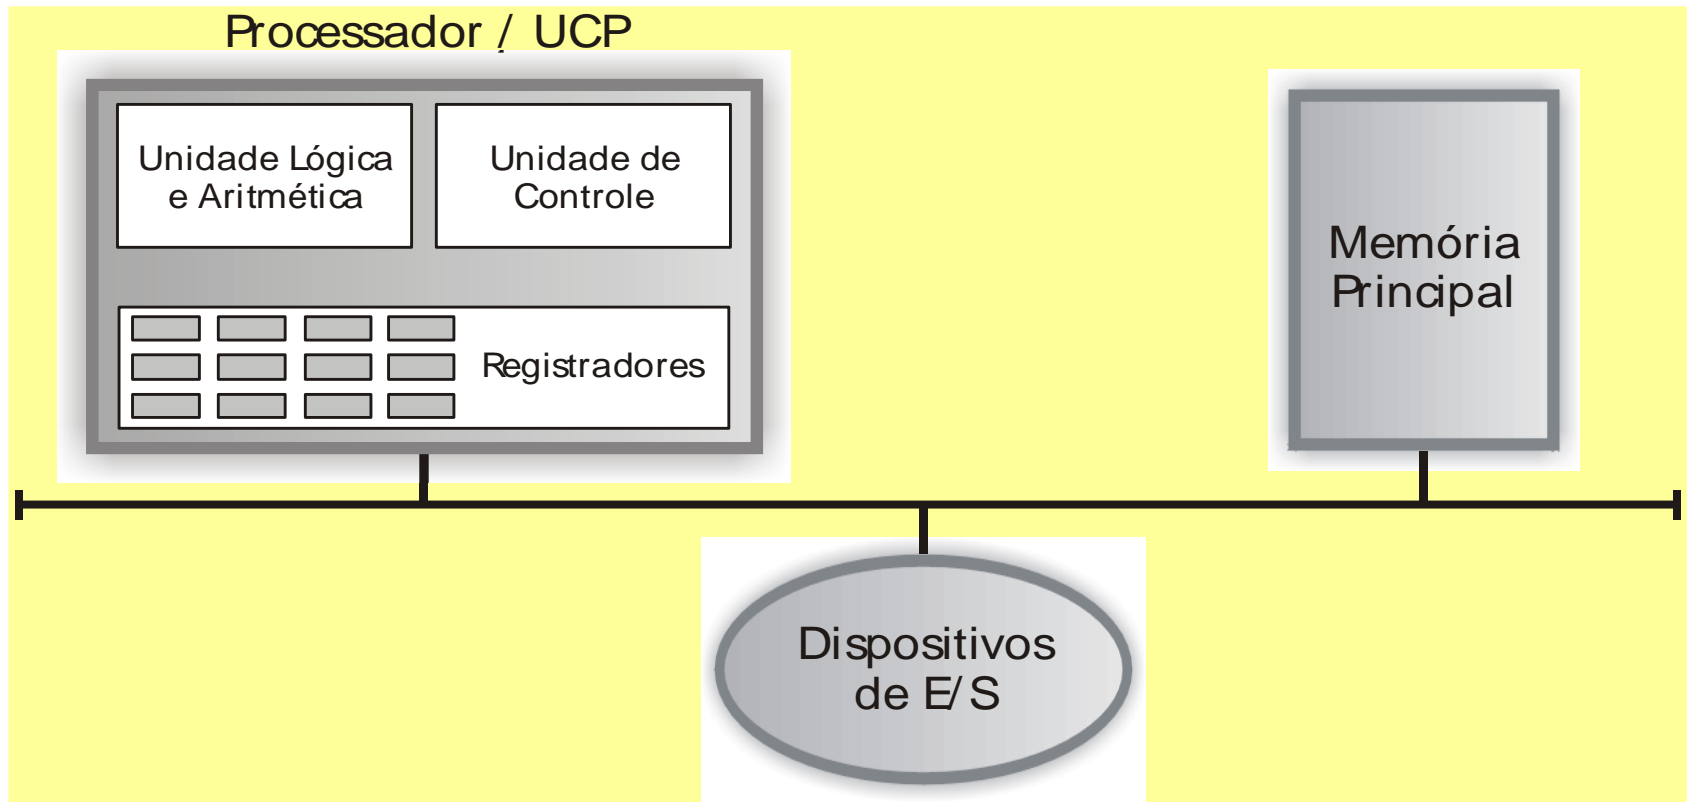 Processador / UCP
Unidade Lógica
e Aritmética
Unidade de
Controle
Registradores
Memória
Principal
Dispositivos
de E/S